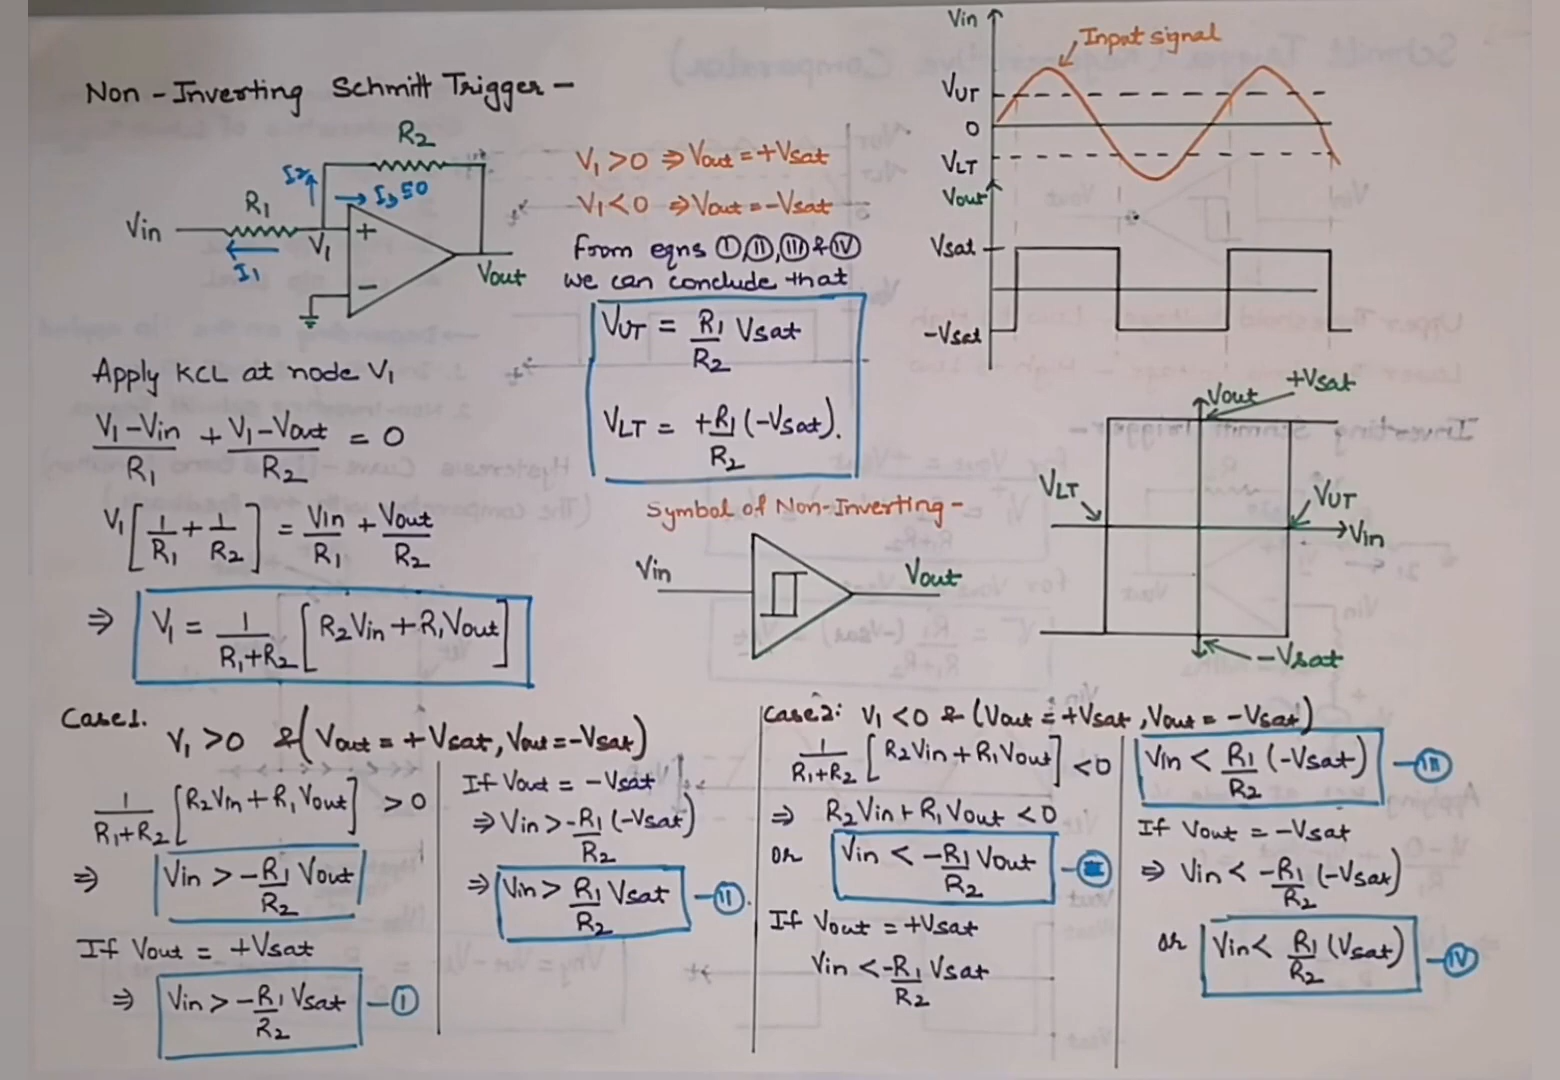 Non-Inverting Schmitt Trigger -
R2
I2
I3≅0
R1
Vin
V1
+
-
I1
Vout
V1 > 0 ⇒ Vout = +Vsat
V1 < 0 ⇒ Vout = -Vsat
from eqns Ⅰ, Ⅱ, Ⅲ & Ⅳ
we can conclude that
VUT = R1/R2 Vsat
VLT = +R1/R2 (-Vsat).
Vin
Input signal
VUT
0
VLT
Vout
Vsat
-Vsat
Apply KCL at node V1
(V1-Vin)/R1 + (V1-Vout)/R2 = 0
V1 [1/R1 + 1/R2] = Vin/R1 + Vout/R2
⇒ V1 = 1/(R1+R2) [R2Vin + R1Vout]
Symbol of Non-Inverting -
Vin
Vout
Vout
+Vsat
VLT
VUT
Vin
-Vsat
Case1.
V1 > 0 & (Vout = +Vsat, Vout = -Vsat)
1/(R1+R2) [R2Vin + R1Vout] > 0
⇒ Vin > -R1/R2 Vout
If Vout = +Vsat
⇒ Vin > -R1/R2 Vsat - Ⅰ
If Vout = -Vsat
⇒ Vin > -R1/R2 (-Vsat)
⇒ Vin > R1/R2 Vsat - Ⅱ.
Case2: V1 < 0 & (Vout = +Vsat, Vout = -Vsat)
1/(R1+R2) [R2Vin + R1Vout] < 0
⇒ R2Vin + R1Vout < 0
or Vin < -R1/R2 Vout
If Vout = +Vsat
Vin < -R1/R2 Vsat
Vin < R1/R2 (-Vsat) - Ⅲ
If Vout = -Vsat
⇒ Vin < -R1/R2 (-Vsat)
or Vin < R1/R2 (Vsat) - Ⅳ